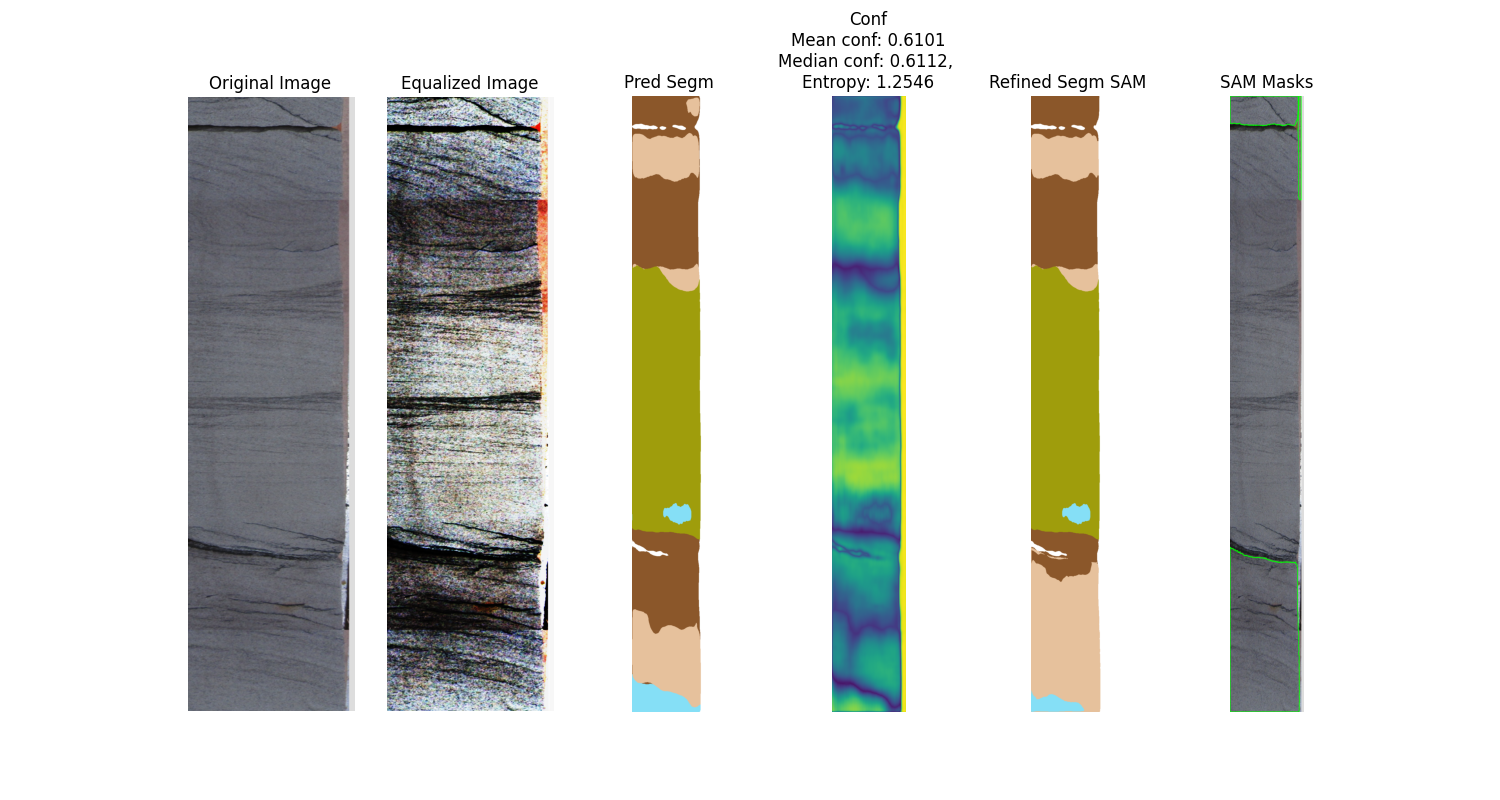 Original Image
Equalized Image
Pred Segm
Conf
Mean conf: 0.6101
Median conf: 0.6112,
Entropy: 1.2546
Refined Segm SAM
SAM Masks